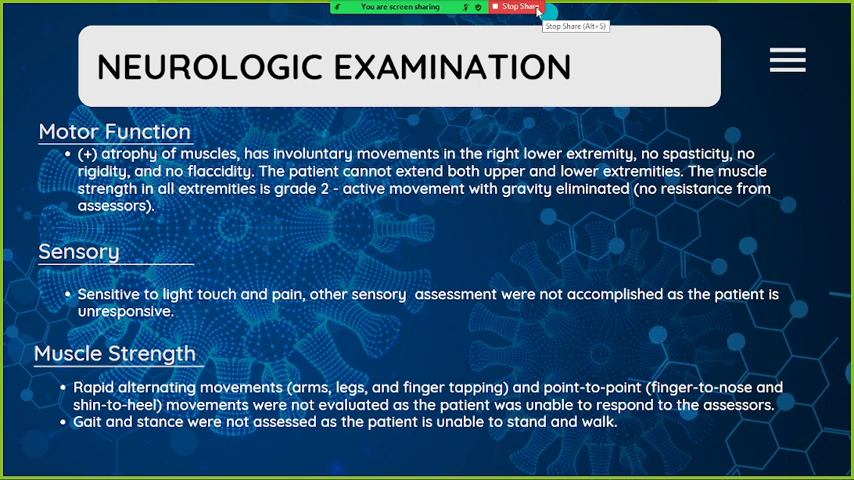 You are screen sharing
Stop Share
Stop Share (Alt+S)
NEUROLOGIC EXAMINATION
Motor Function
• (+) atrophy of muscles, has involuntary movements in the right lower extremity, no spasticity, no
rigidity, and no flaccidity. The patient cannot extend both upper and lower extremities. The muscle
strength in all extremities is grade 2 - active movement with gravity eliminated (no resistance from
assessors).
Sensory
• Sensitive to light touch and pain, other sensory assessment were not accomplished as the patient is
unresponsive.
Muscle Strength
• Rapid alternating movements (arms, legs, and finger tapping) and point-to-point (finger-to-nose and
shin-to-heel) movements were not evaluated as the patient was unable to respond to the assessors.
• Gait and stance were not assessed as the patient is unable to stand and walk.